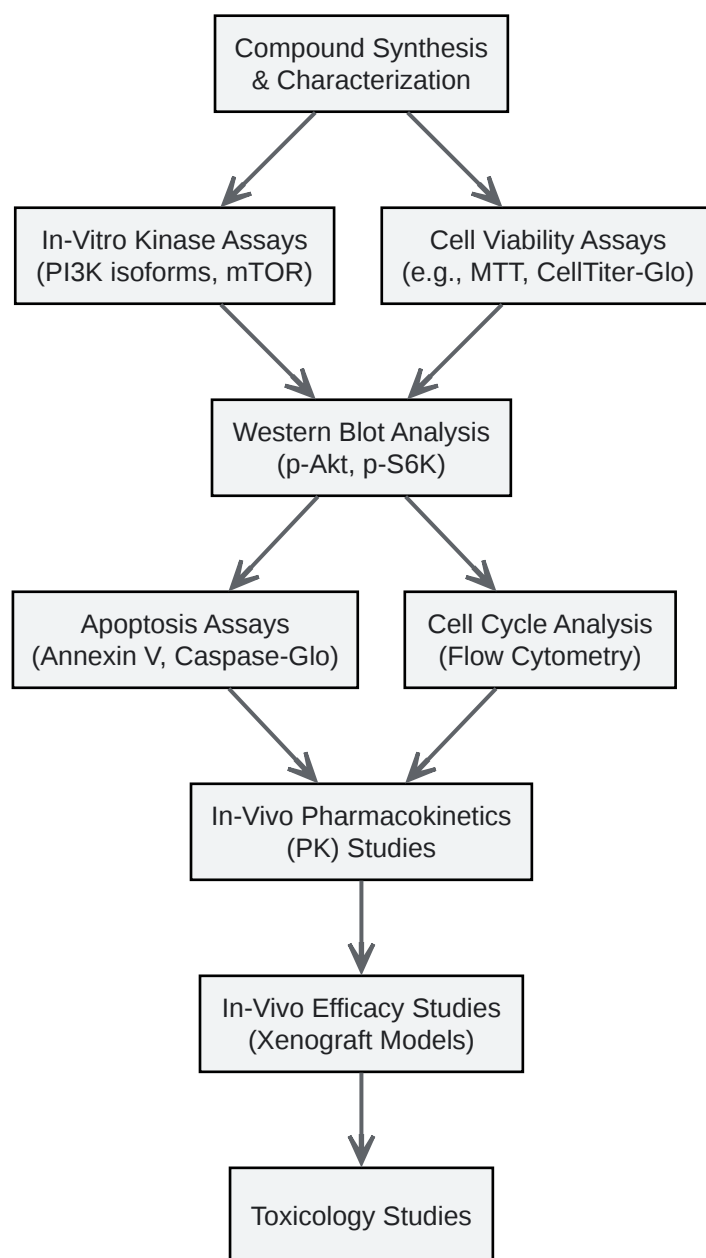 Compound Synthesis
& Characterization
In-Vitro Kinase Assays
(PI3K isoforms, mTOR)
Cell Viability Assays
(e.g., MTT, CellTiter-Glo)
Western Blot Analysis
(p-Akt, p-S6K)
Apoptosis Assays
(Annexin V, Caspase-Glo)
Cell Cycle Analysis
(Flow Cytometry)
In-Vivo Pharmacokinetics
(PK) Studies
In-Vivo Efficacy Studies
(Xenograft Models)
Toxicology Studies